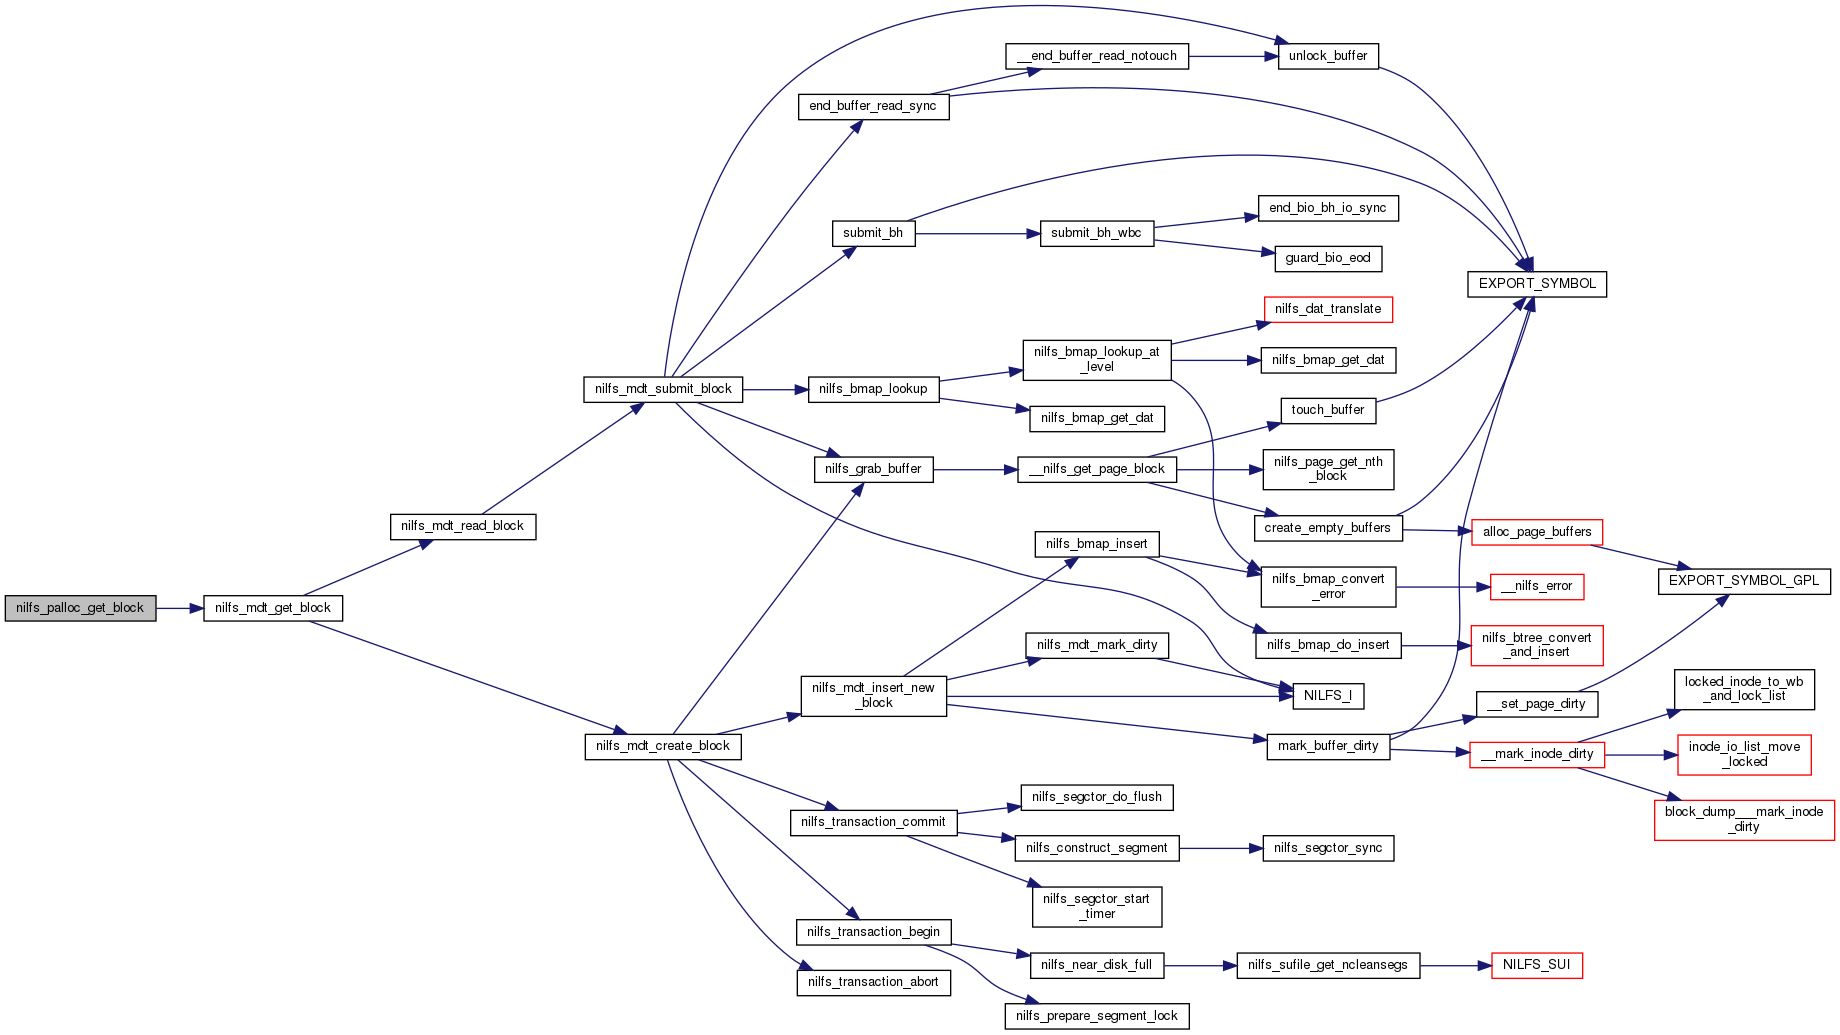 nilfs_palloc_get_block
nilfs_mdt_get_block
nilfs_mdt_read_block
nilfs_mdt_submit_block
nilfs_mdt_create_block
end_buffer_read_sync
submit_bh
nilfs_bmap_lookup
nilfs_grab_buffer
nilfs_mdt_insert_new
_block
nilfs_transaction_commit
nilfs_transaction_begin
nilfs_transaction_abort
__end_buffer_read_notouch
submit_bh_wbc
nilfs_bmap_lookup_at
_level
nilfs_bmap_get_dat
__nilfs_get_page_block
nilfs_bmap_insert
nilfs_mdt_mark_dirty
nilfs_segctor_do_flush
nilfs_construct_segment
nilfs_segctor_start
_timer
nilfs_near_disk_full
nilfs_prepare_segment_lock
unlock_buffer
end_bio_bh_io_sync
guard_bio_eod
nilfs_dat_translate
nilfs_bmap_get_dat
touch_buffer
nilfs_page_get_nth
_block
create_empty_buffers
nilfs_bmap_convert
_error
nilfs_bmap_do_insert
NILFS_I
mark_buffer_dirty
nilfs_segctor_sync
nilfs_sufile_get_ncleansegs
EXPORT_SYMBOL
alloc_page_buffers
__nilfs_error
nilfs_btree_convert
_and_insert
__set_page_dirty
__mark_inode_dirty
NILFS_SUI
EXPORT_SYMBOL_GPL
locked_inode_to_wb
_and_lock_list
inode_io_list_move
_locked
block_dump___mark_inode
_dirty